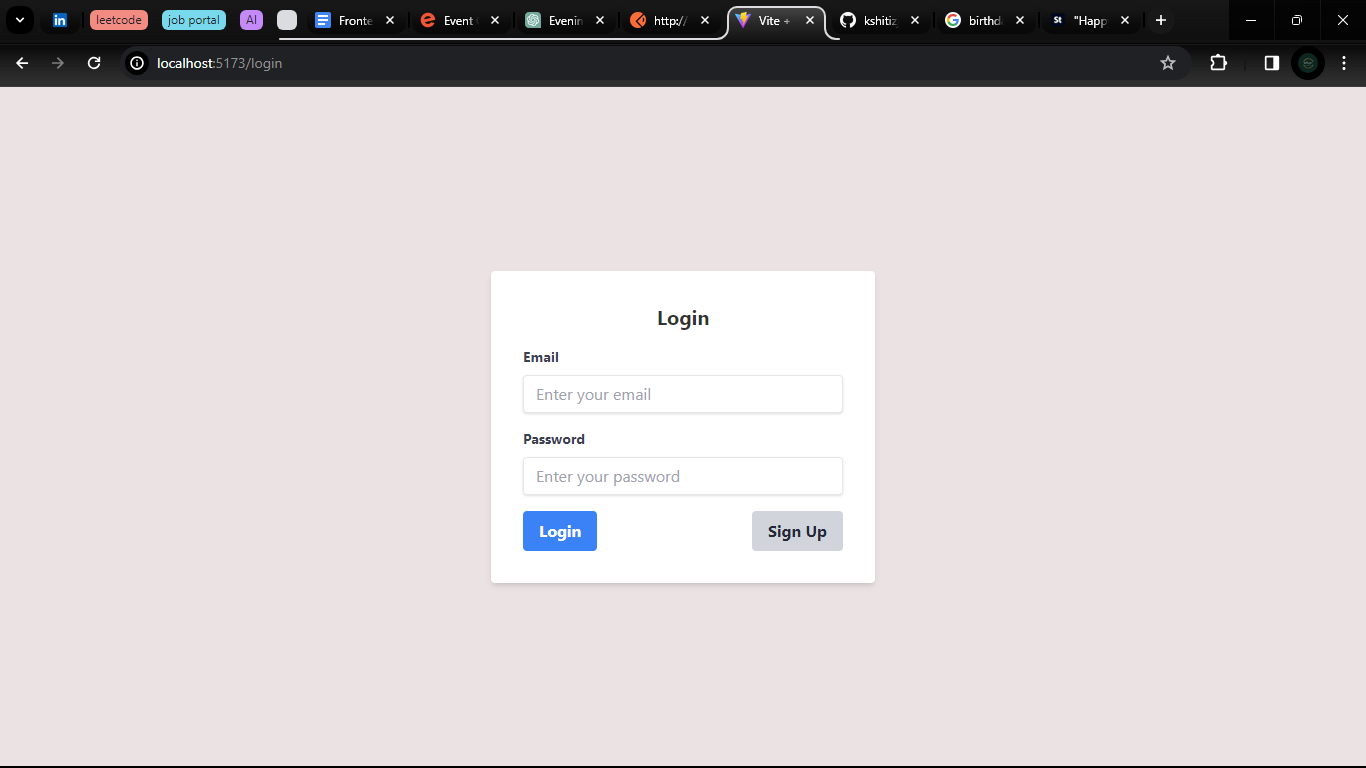 leetcode job portal AI Fronte Event Evenin http:// Vite + kshitiz birthd "Happ
localhost:5173/login
Login
Email
Enter your email
Password
Enter your password
Login Sign Up